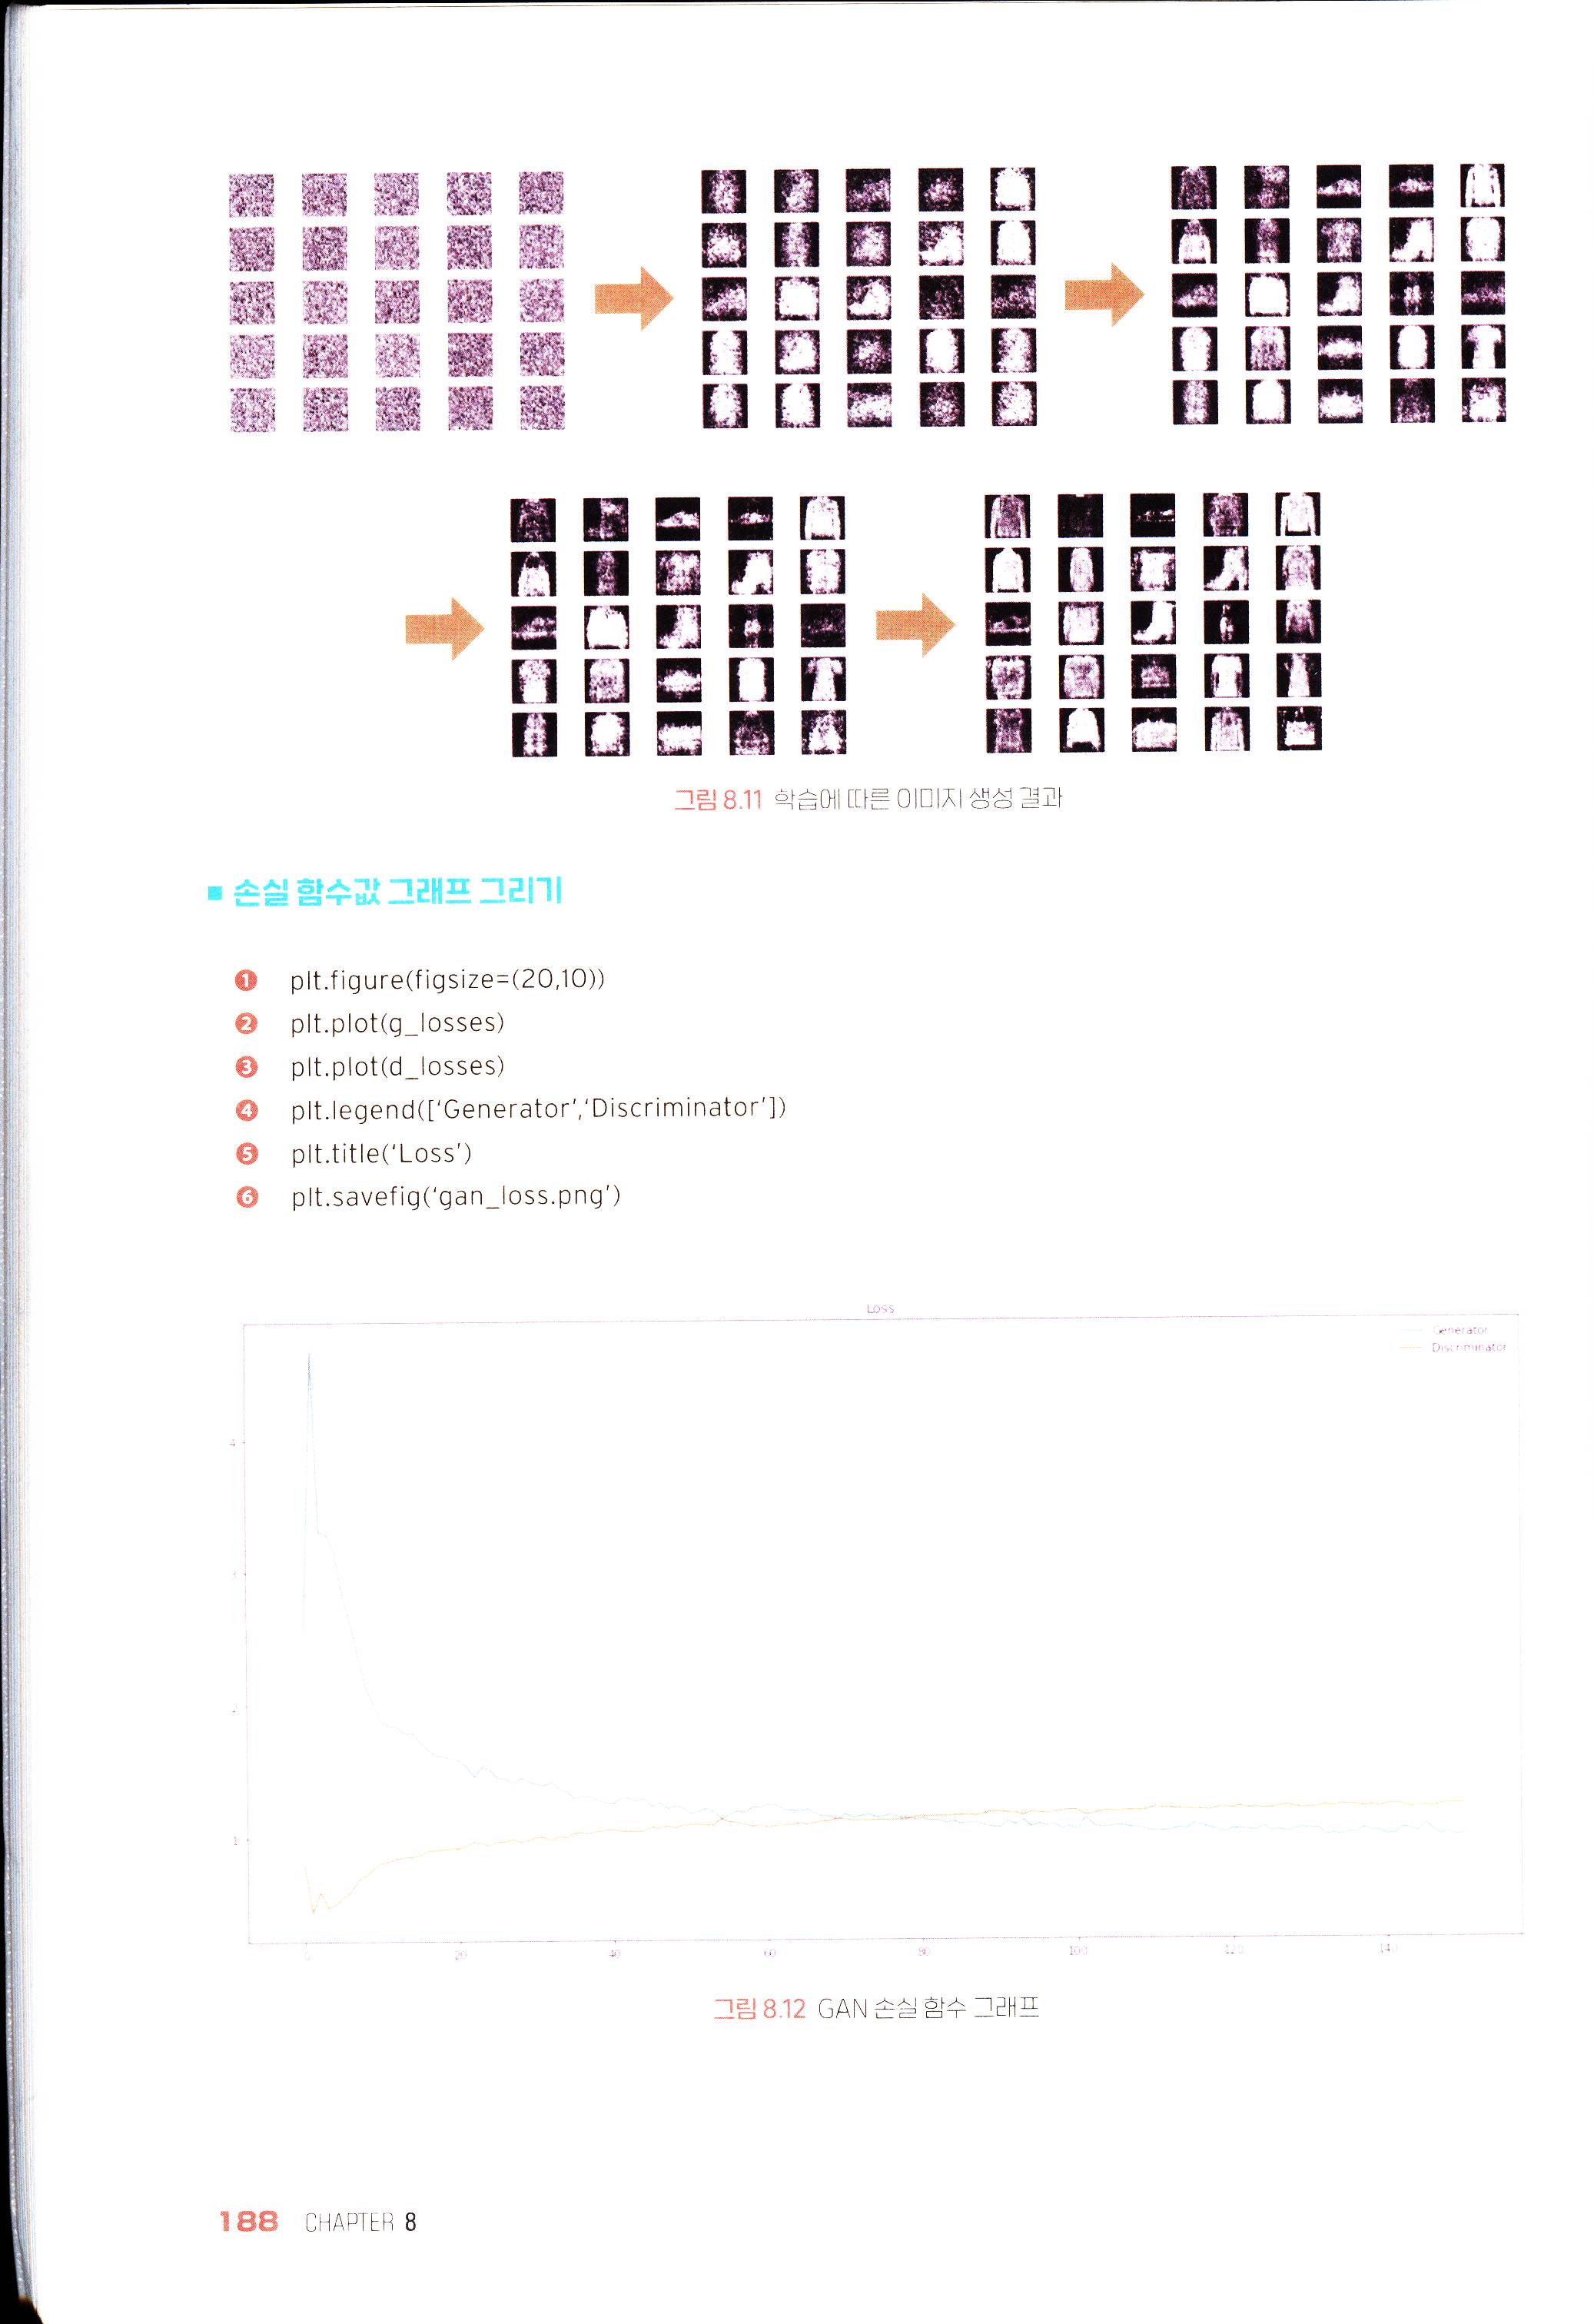 그림 8.11 학습에 따른 이미지 생성 결과
■ 손실 함수값 그래프 그리기
❶ plt.figure(figsize=(20,10))
❷ plt.plot(g_losses)
❸ plt.plot(d_losses)
❹ plt.legend(['Generator','Discriminator'])
❺ plt.title('Loss')
❻ plt.savefig('gan_loss.png')
Loss
Generator
Discriminator
4
1
20 40 60 80 100 120 140
그림 8.12 GAN 손실 함수 그래프
188 CHAPTER 8